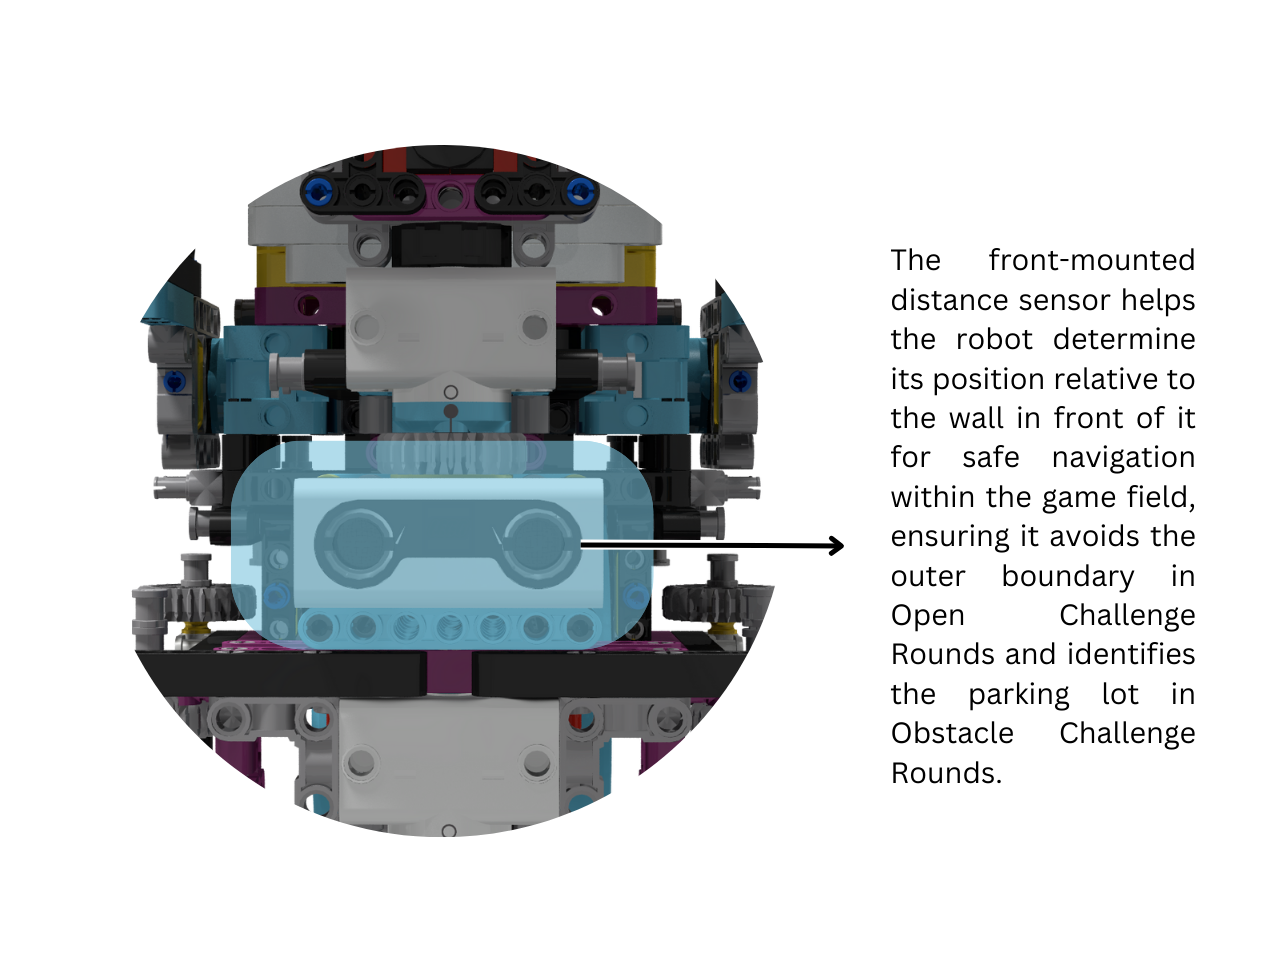 The front-mounted
distance sensor helps
the robot determine
its position relative to
the wall in front of it
for safe navigation
within the game field,
ensuring it avoids the
outer boundary in
Open Challenge
Rounds and identifies
the parking lot in
Obstacle Challenge
Rounds.